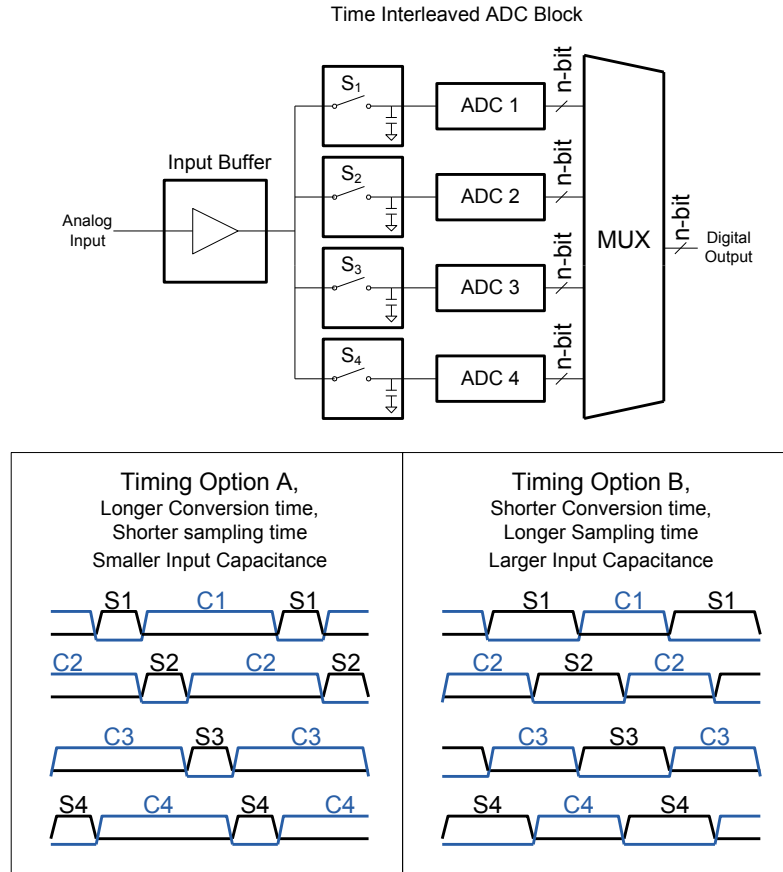 Time Interleaved ADC Block
S1
ADC 1
n-bit
Input Buffer
S2
ADC 2
n-bit
Analog
Input
MUX
n-bit
Digital
Output
S3
ADC 3
n-bit
S4
ADC 4
n-bit
Timing Option A,
Longer Conversion time,
Shorter sampling time
Smaller Input Capacitance
S1 C1 S1
C2 S2 C2 S2
C3 S3 C3
S4 C4 S4 C4
Timing Option B,
Shorter Conversion time,
Longer Sampling time
Larger Input Capacitance
S1 C1 S1
C2 S2 C2
C3 S3 C3
S4 C4 S4